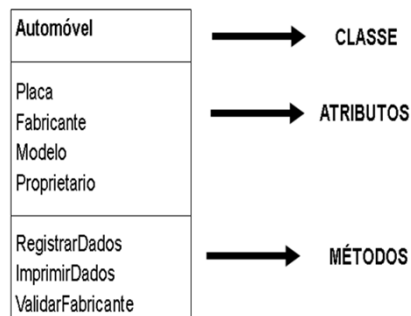 Automóvel
CLASSE
Placa
Fabricante
Modelo
Proprietario
ATRIBUTOS
RegistrarDados
ImprimirDados
ValidarFabricante
MÉTODOS